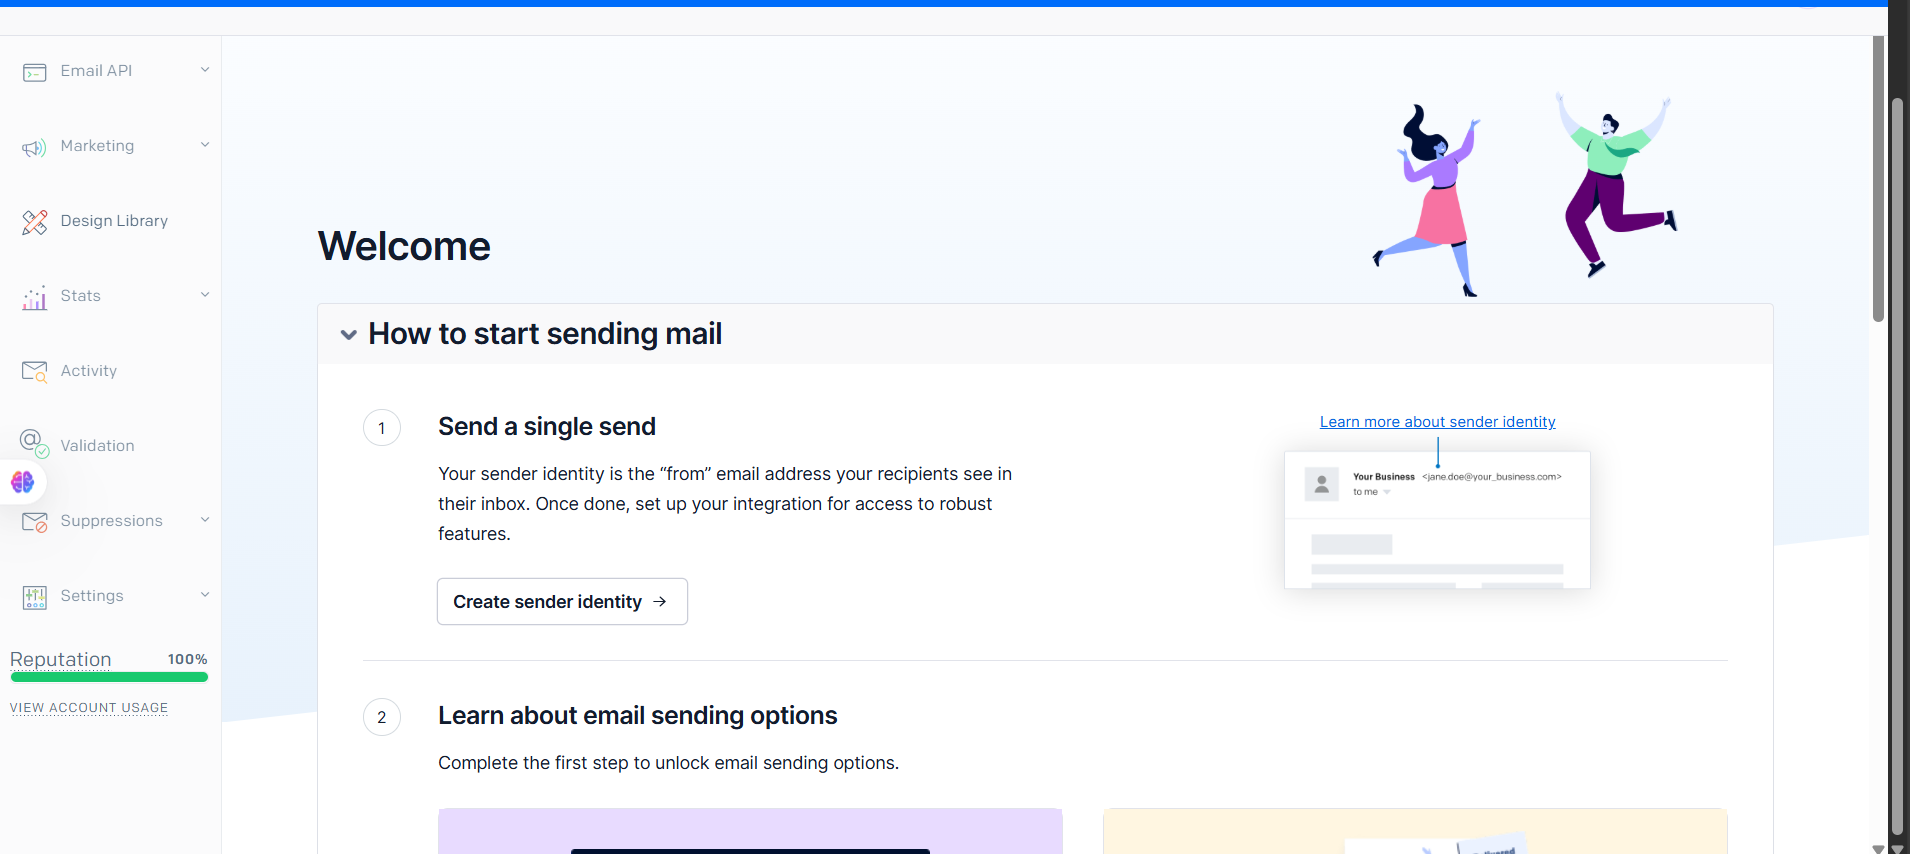 Email API
Marketing
Design Library
Stats
Activity
Validation
Suppressions
Settings
Reputation 100%
VIEW ACCOUNT USAGE
Welcome
How to start sending mail
1
Send a single send
Your sender identity is the “from” email address your recipients see in
their inbox. Once done, set up your integration for access to robust
features.
Create sender identity →
Learn more about sender identity
Your Business <jane.doe@your_business.com>
to me
2
Learn about email sending options
Complete the first step to unlock email sending options.